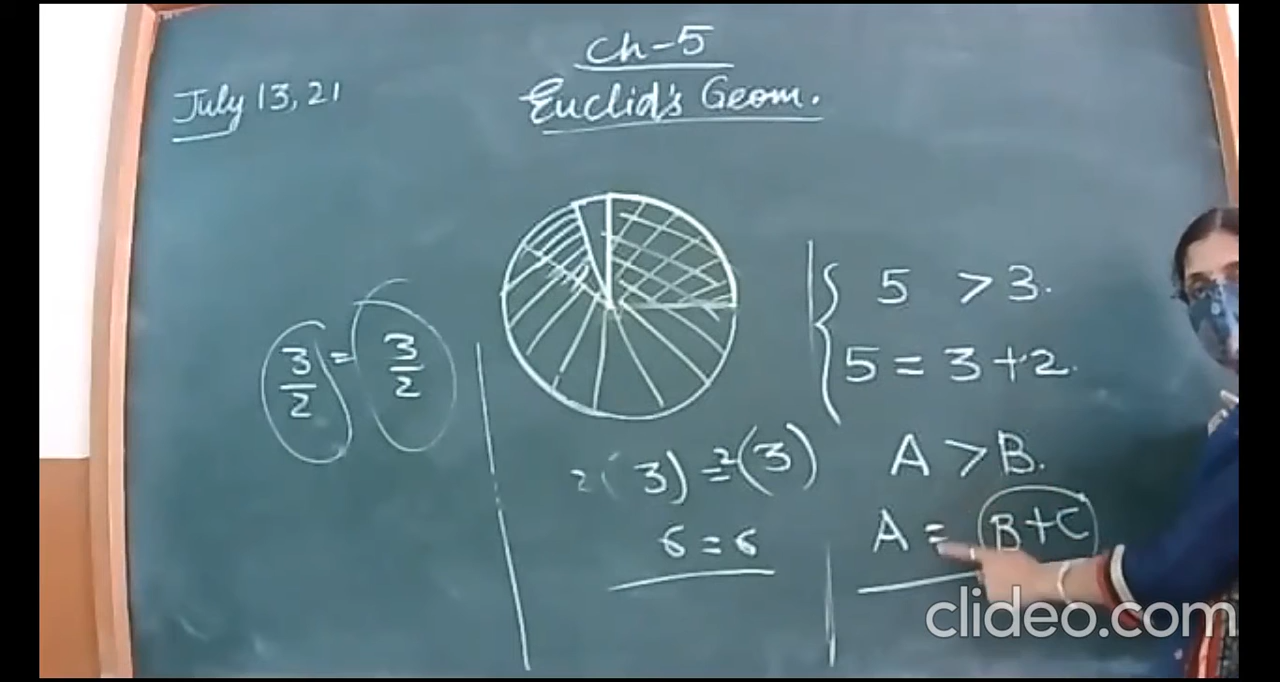 Ch-5
Euclid's Geom.
July 13, 21
3/2 = 3/2
2(3) = 2(3)
6 = 6
5 > 3.
5 = 3+2.
A > B.
A = B+C
clideo.com